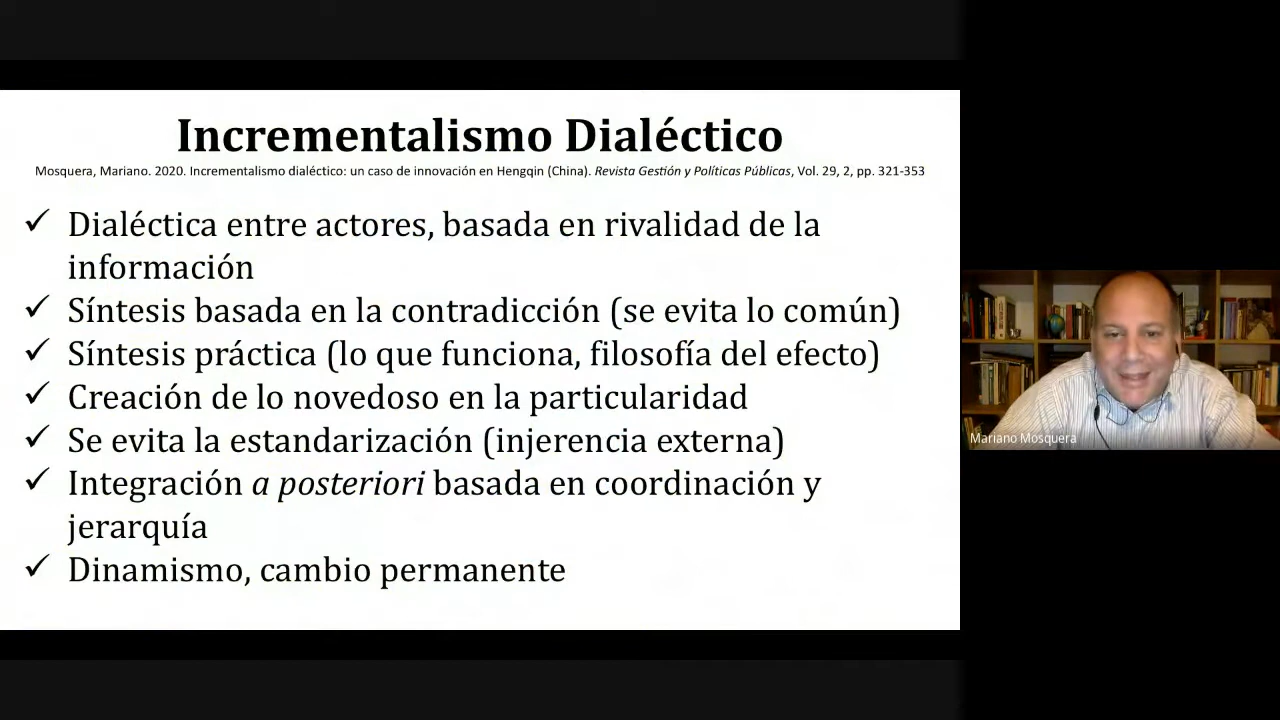 Incrementalismo Dialéctico
Mosquera, Mariano. 2020. Incrementalismo dialéctico: un caso de innovación en Hengqin (China). Revista Gestión y Políticas Públicas, Vol. 29, 2, pp. 321-353
✓ Dialéctica entre actores, basada en rivalidad de la
información
✓ Síntesis basada en la contradicción (se evita lo común)
✓ Síntesis práctica (lo que funciona, filosofía del efecto)
✓ Creación de lo novedoso en la particularidad
✓ Se evita la estandarización (injerencia externa)
✓ Integración a posteriori basada en coordinación y
jerarquía
✓ Dinamismo, cambio permanente
Mariano Mosquera